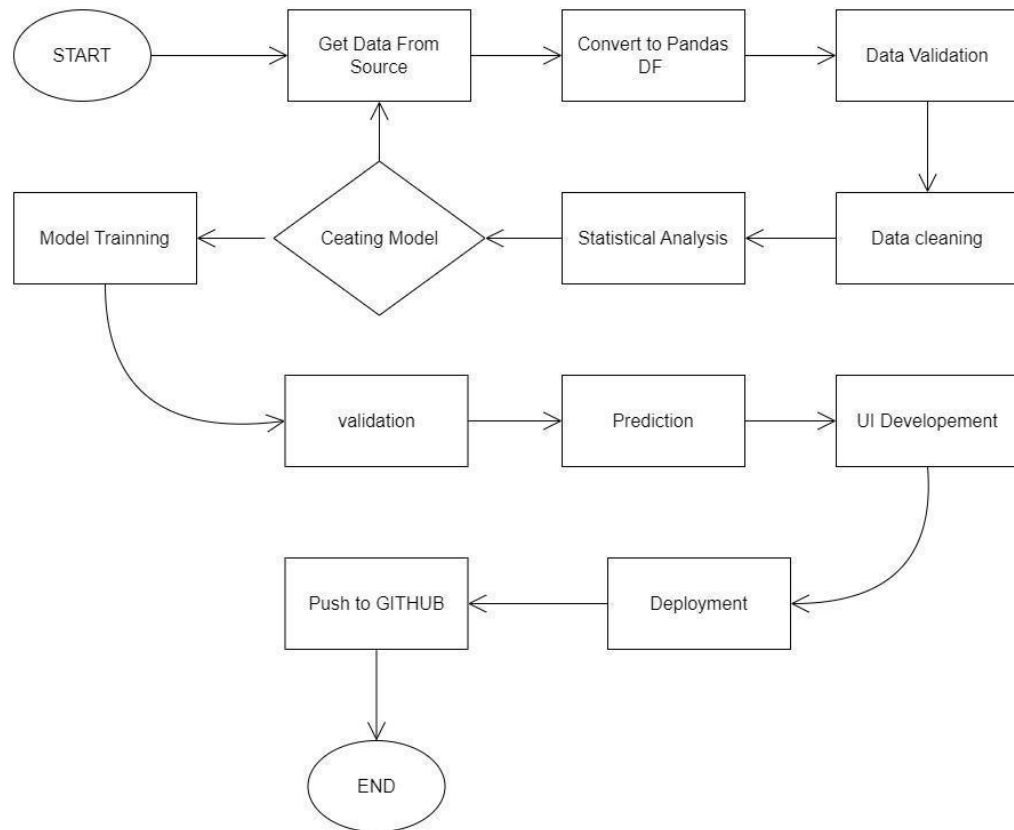 START
Get Data From
Source
Convert to Pandas
DF
Data Validation
Model Trainning
Ceating Model
Statistical Analysis
Data cleaning
validation
Prediction
UI Developement
Push to GITHUB
Deployment
END